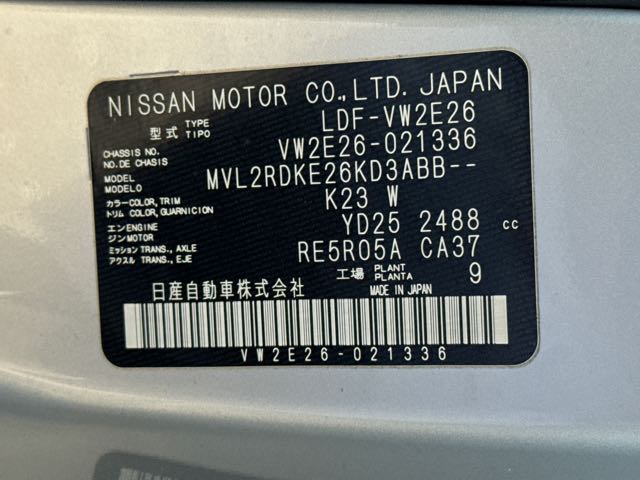 NISSAN MOTOR CO.,LTD. JAPAN
型式 TYPE TIPO LDF-VW2E26
CHASSIS NO. NO.DE CHASSIS VW2E26-021336
MODEL MODELO MVL2RDKE26KD3ABB--
カラー COLOR, TRIM トリム COLOR, GUARNICION K23 W
エンジン ENGINE MOTOR YD25 2488 cc
ミッション TRANS., AXLE アクスル TRANS., EJE RE5R05A CA37
工場 PLANT PLANTA 9
日産自動車株式会社 MADE IN JAPAN
VW2E26-021336